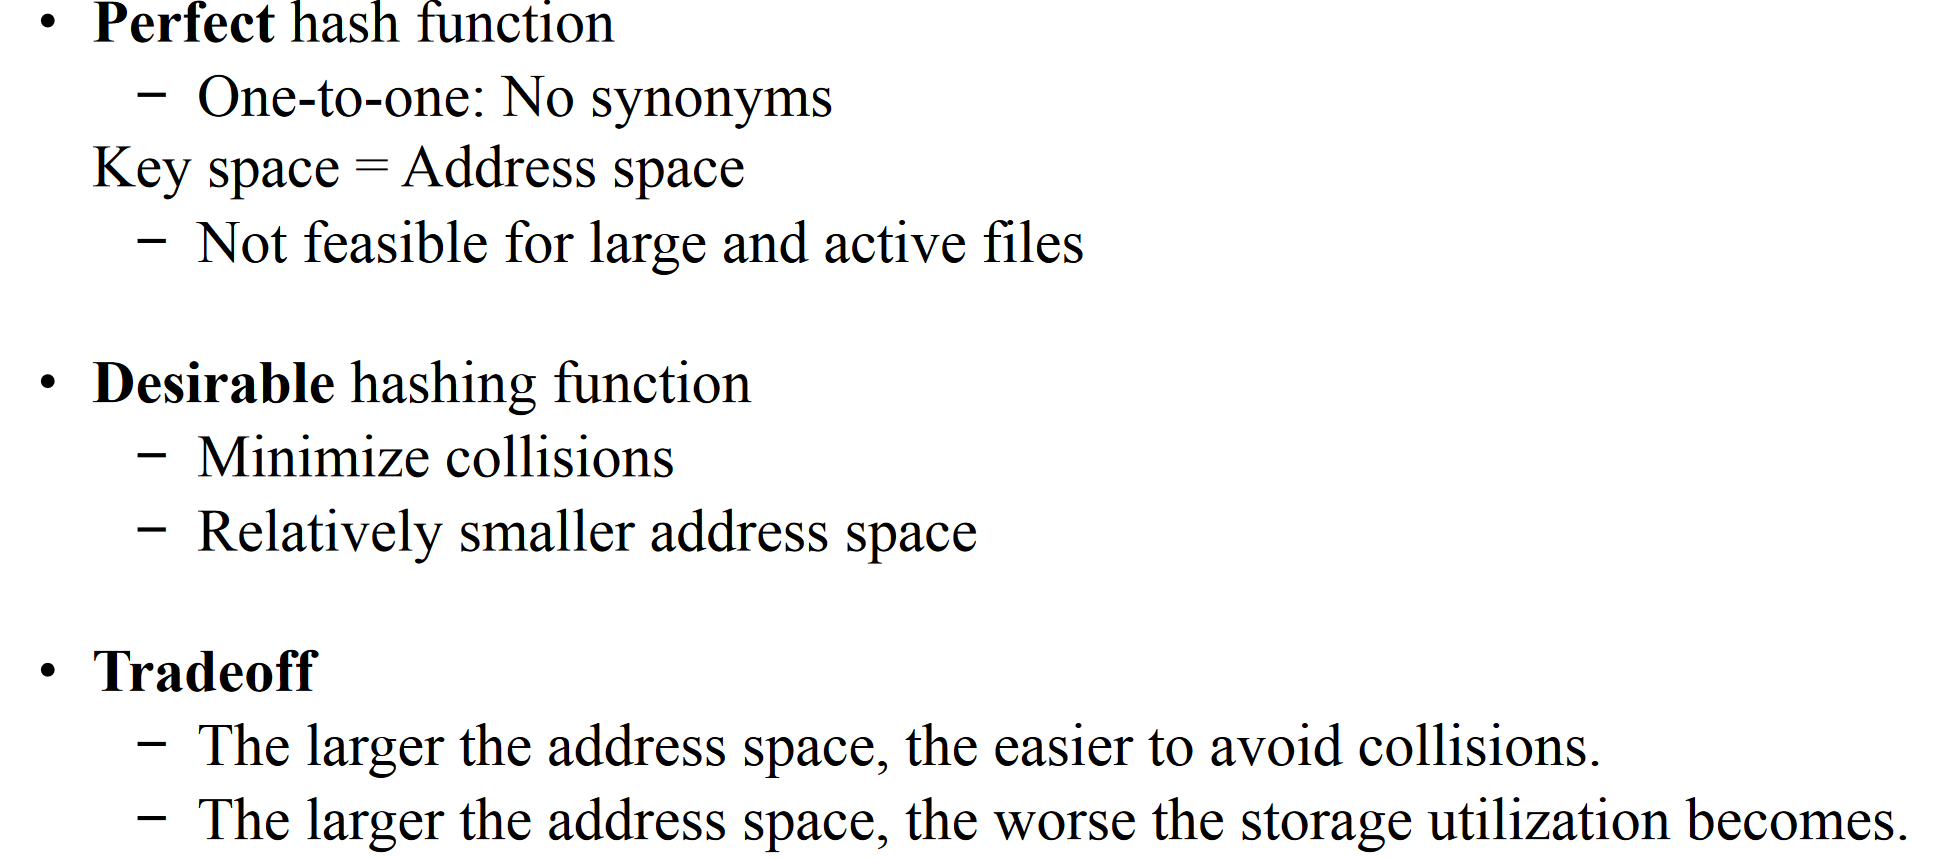 • Perfect hash function
– One-to-one: No synonyms
Key space = Address space
– Not feasible for large and active files
• Desirable hashing function
– Minimize collisions
– Relatively smaller address space
• Tradeoff
– The larger the address space, the easier to avoid collisions.
– The larger the address space, the worse the storage utilization becomes.